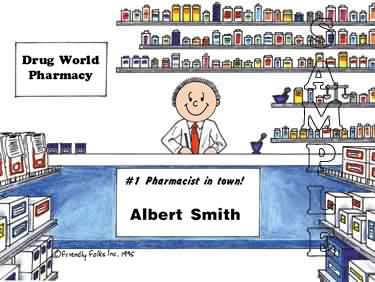 Drug World
Pharmacy
SAMPLE
#1 Pharmacist in town!
Albert Smith
©Friendly Folks Inc. 1995